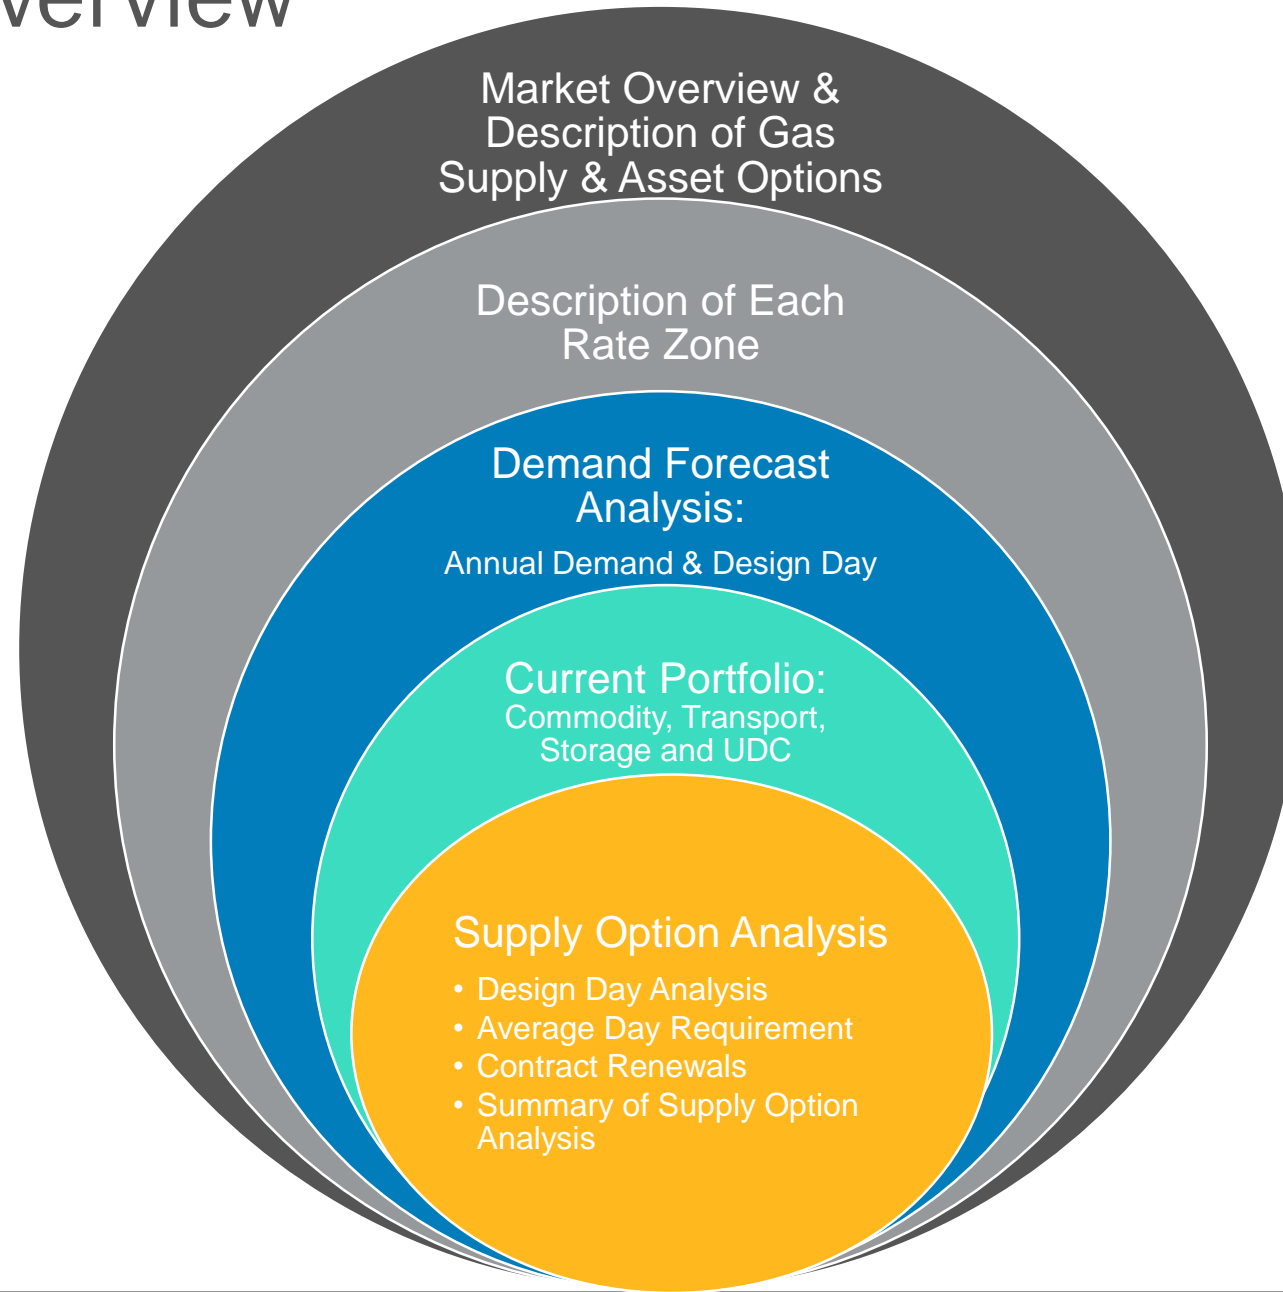 verview
Market Overview &
Description of Gas
Supply & Asset Options
Description of Each
Rate Zone
Demand Forecast
Analysis:
Annual Demand & Design Day
Current Portfolio:
Commodity, Transport,
Storage and UDC
Supply Option Analysis
• Design Day Analysis
• Average Day Requirement
• Contract Renewals
• Summary of Supply Option
Analysis